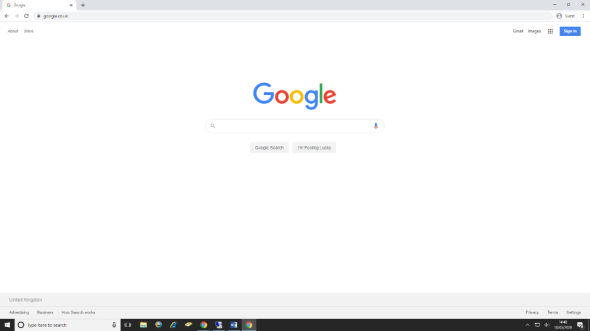 Google
google.co.uk
Guest
About Store
Gmail Images Sign in
Google
Google Search I'm Feeling Lucky
United Kingdom
Advertising Business How Search works
Privacy Terms Settings
Type here to search